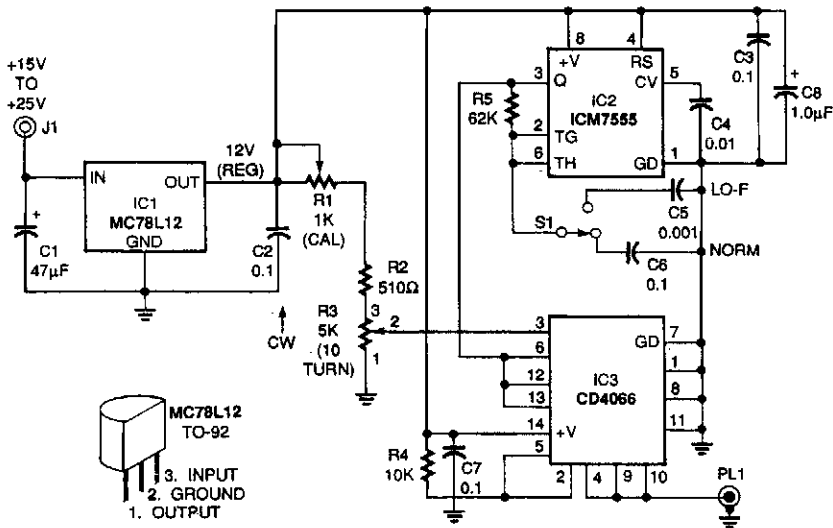 +15V
TO
+25V
J1
IN
OUT
IC1
MC78L12
GND
C1
47µF
+
12V
(REG)
R1
1K
(CAL)
C2
0.1
R2
510Ω
CW
R3
5K
(10
TURN)
3
2
1
MC78L12
TO-92
3. INPUT
2. GROUND
1. OUTPUT
8
4
+V
RS
3
Q
CV
5
R5
62K
IC2
ICM7555
2
TG
6
TH
GD
1
C4
0.01
C3
0.1
+
C8
1.0µF
LO-F
C5
0.001
S1
NORM
C6
0.1
3
GD
7
6
1
IC3
CD4066
12
13
8
14
+V
11
5
R4
10K
C7
0.1
2
4
9
10
PL1